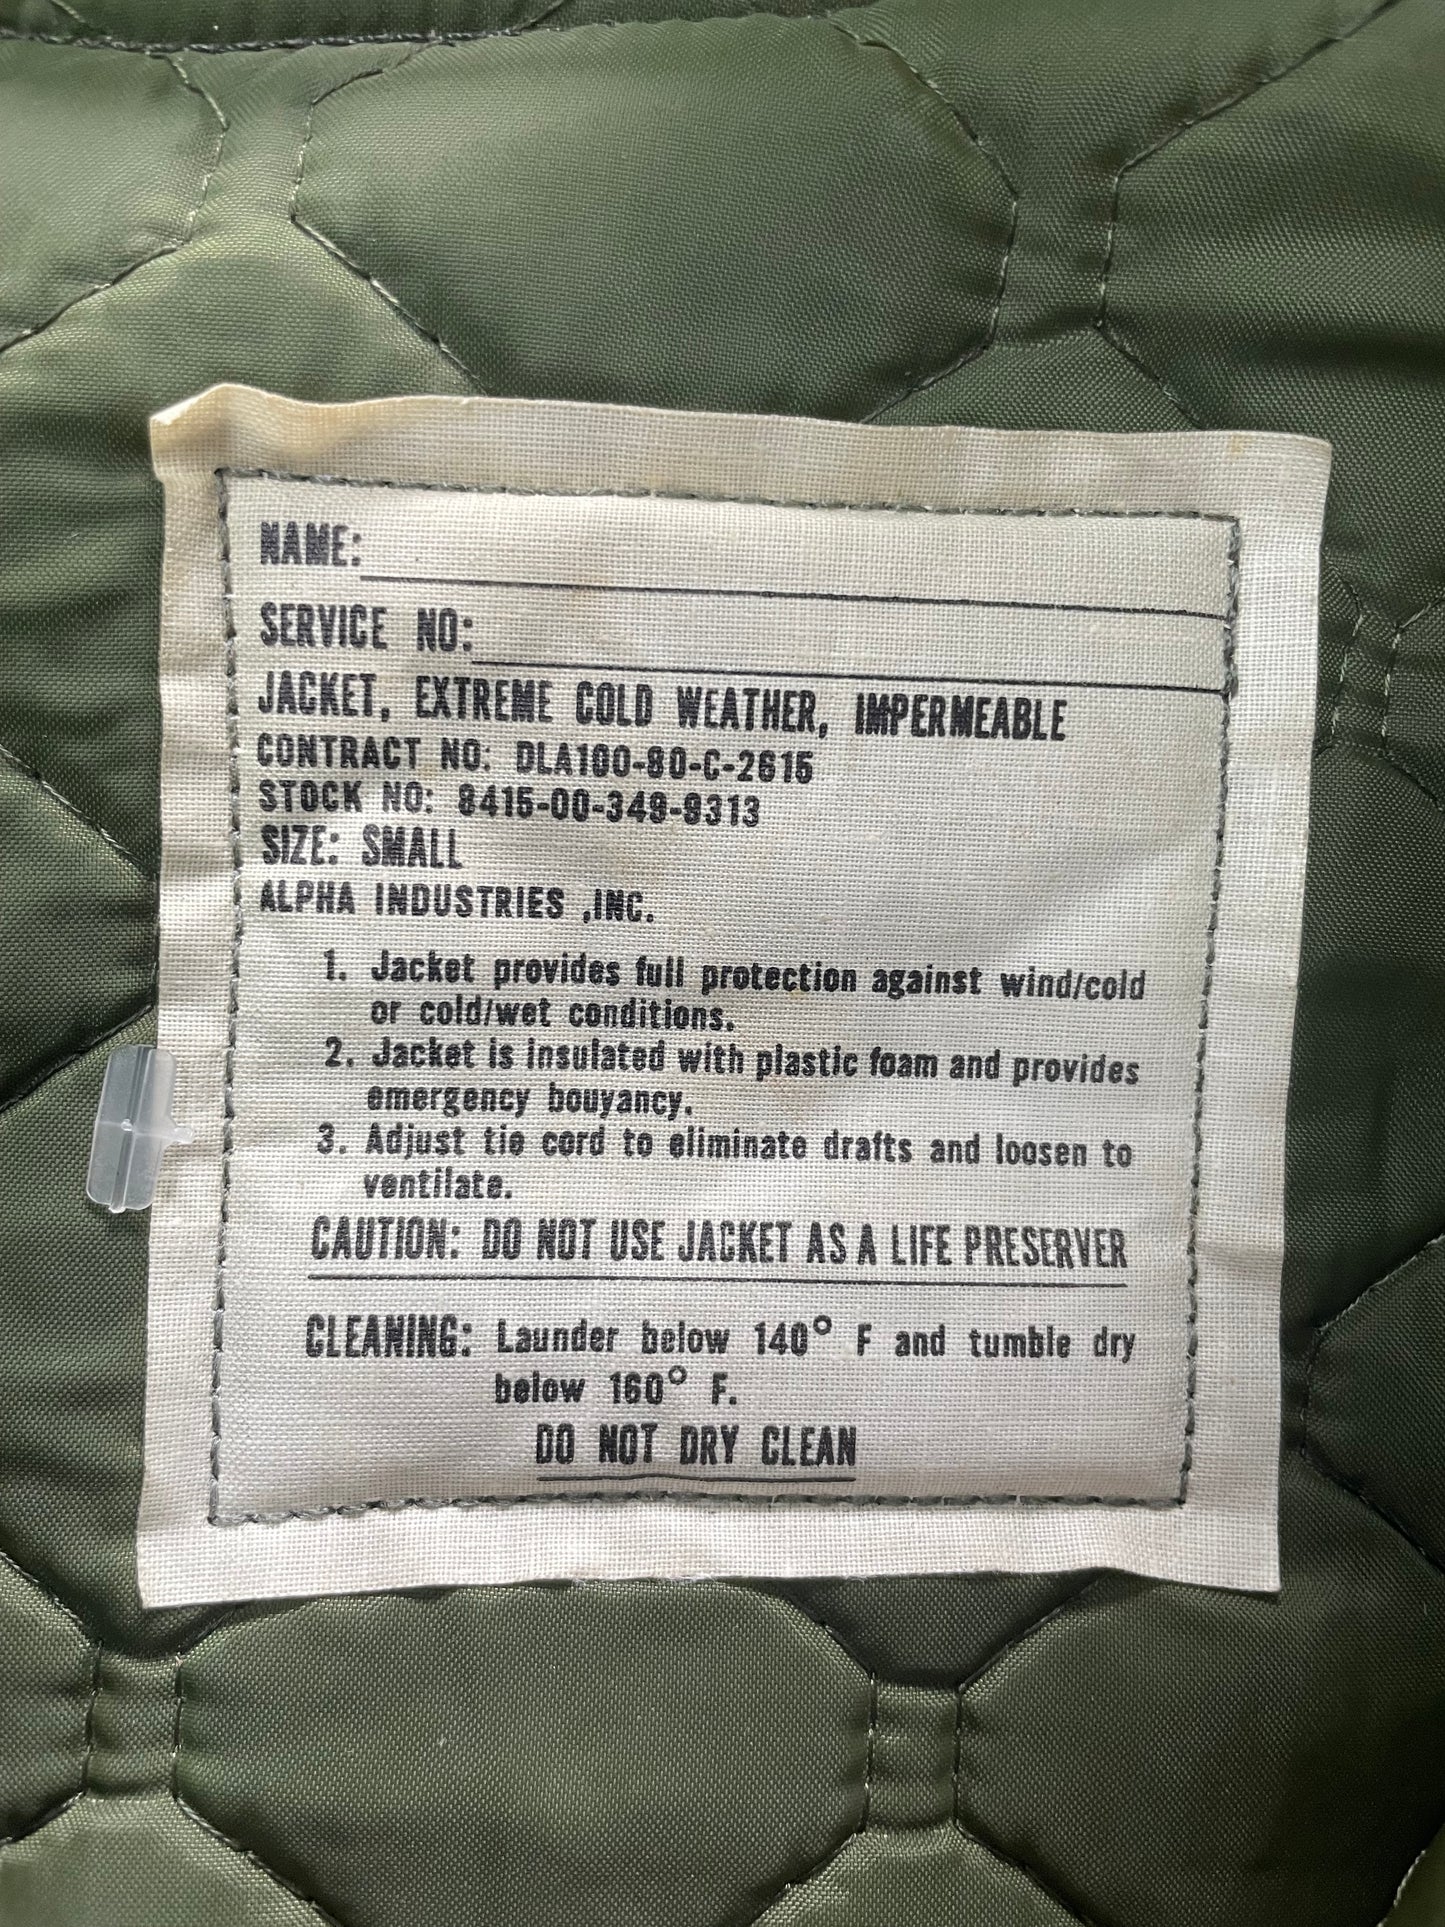 NAME:
SERVICE NO:
JACKET, EXTREME COLD WEATHER, IMPERMEABLE
CONTRACT NO: DLA100-80-C-2615
STOCK NO: 8415-00-349-9313
SIZE: SMALL
ALPHA INDUSTRIES ,INC.
1. Jacket provides full protection against wind/cold
or cold/wet conditions.
2. Jacket is insulated with plastic foam and provides
emergency bouyancy.
3. Adjust tie cord to eliminate drafts and loosen to
ventilate.
CAUTION: DO NOT USE JACKET AS A LIFE PRESERVER
CLEANING: Launder below 140° F and tumble dry
below 160° F.
DO NOT DRY CLEAN